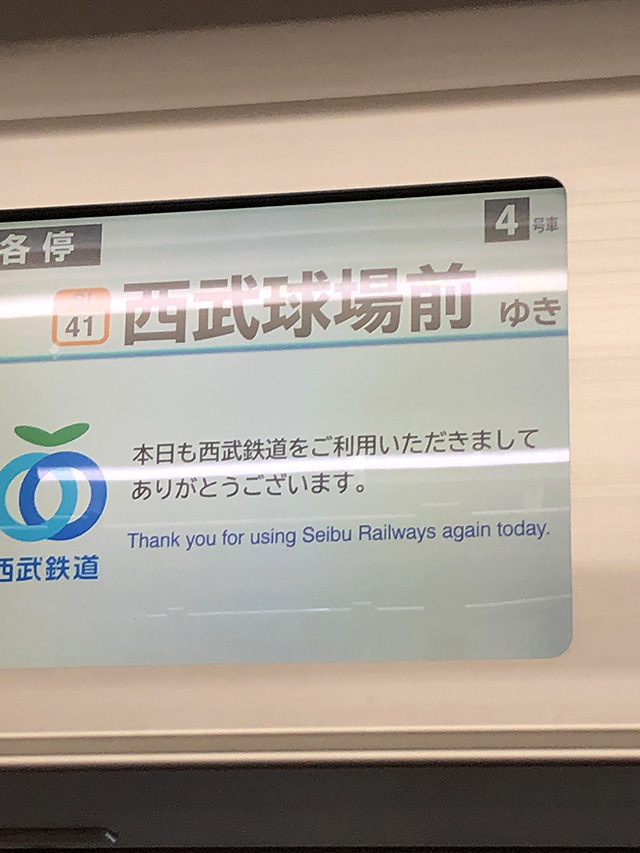 各停
4号車
SI
41
西武球場前 ゆき
本日も西武鉄道をご利用いただきまして
ありがとうございます。
Thank you for using Seibu Railways again today.
西武鉄道